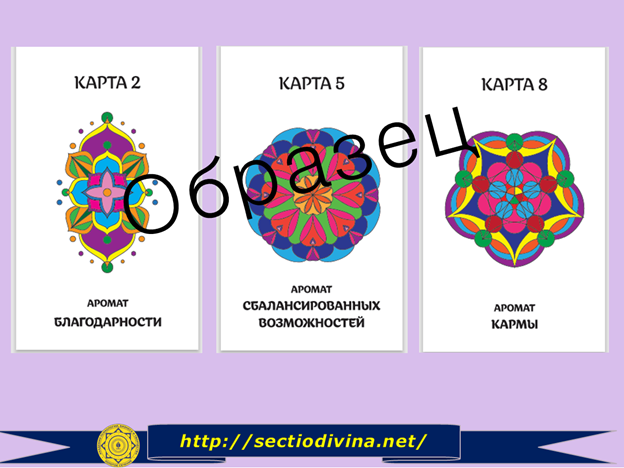 КАРТА 2
АРОМАТ
БЛАГОДАРНОСТИ
КАРТА 5
АРОМАТ
СБАЛАНСИРОВАННЫХ
ВОЗМОЖНОСТЕЙ
КАРТА 8
АРОМАТ
КАРМЫ
Образец
http://sectiodivina.net/